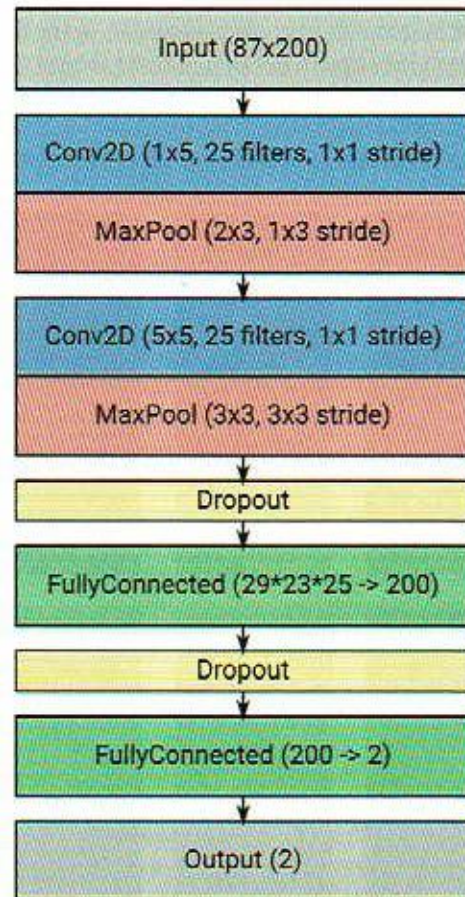 Input (87x200)
Conv2D (1x5, 25 filters, 1x1 stride)
MaxPool (2x3, 1x3 stride)
Conv2D (5x5, 25 filters, 1x1 stride)
MaxPool (3x3, 3x3 stride)
Dropout
FullyConnected (29*23*25 -> 200)
Dropout
FullyConnected (200 -> 2)
Output (2)